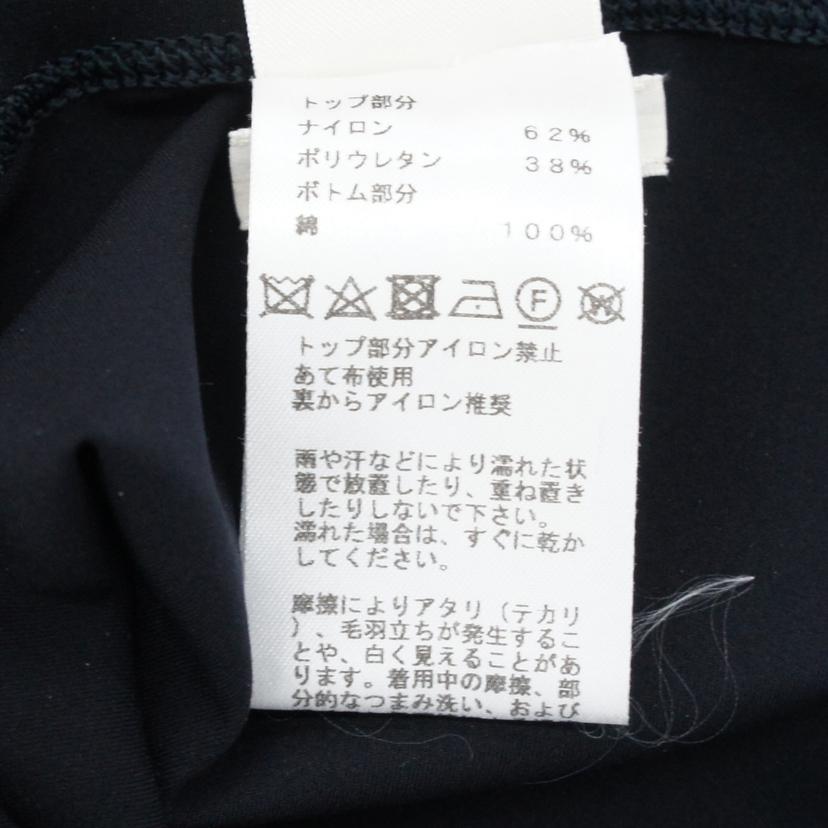 トップ部分
ナイロン 62%
ポリウレタン 38%
ボトム部分
綿 100%
F W
トップ部分アイロン禁止
あて布使用
裏からアイロン推奨
雨や汗などにより濡れた状
態で放置したり、重ね置き
したりしないで下さい。
濡れた場合は、すぐに乾か
してください。
摩擦によりアタリ（テカリ
）、毛羽立ちが発生するこ
とや、白く見えることがあ
ります。着用中の摩擦、部
分的なつまみ洗い、および